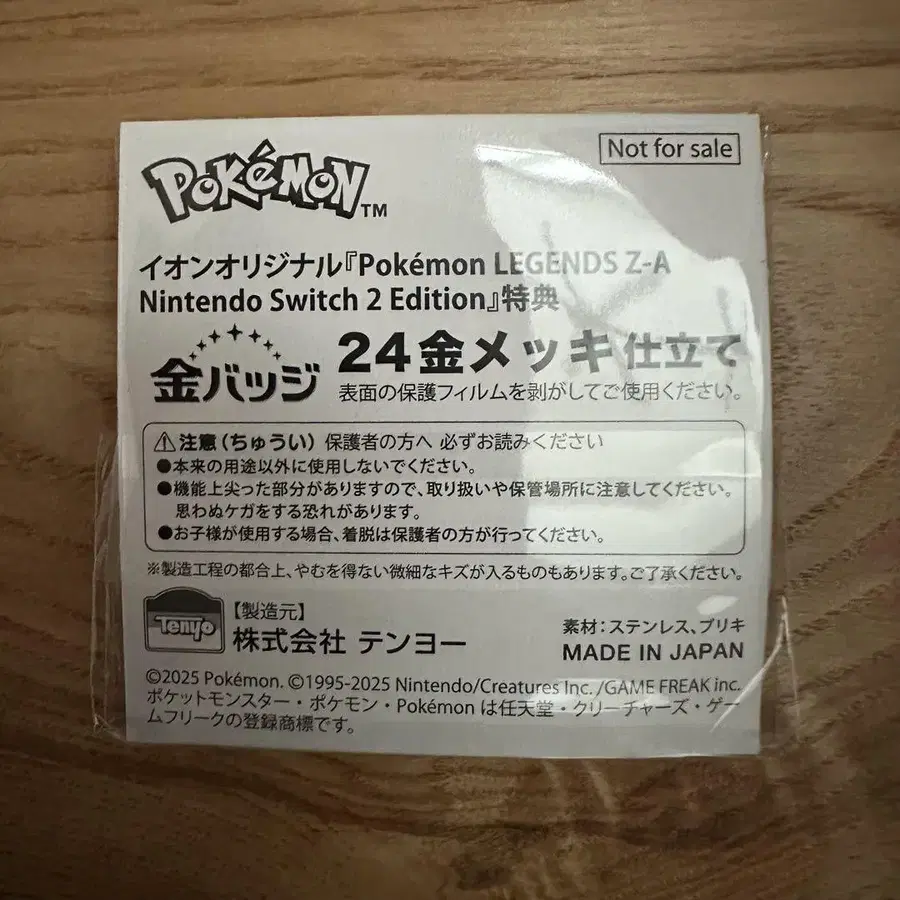 POKéMON TM
Not for sale
イオンオリジナル『Pokémon LEGENDS Z-A
Nintendo Switch 2 Edition』特典
金バッジ
24金メッキ仕立て
表面の保護フィルムを剥がしてご使用ください。
⚠注意(ちゅうい) 保護者の方へ 必ずお読みください
●本来の用途以外に使用しないでください。
●機能上尖った部分がありますので、取り扱いや保管場所に注意してください。
思わぬケガをする恐れがあります。
●お子様が使用する場合、着脱は保護者の方が行ってください。
※製造工程の都合上、やむを得ない微細なキズが入るものもあります。ご了承ください。
Tenyo
【製造元】
株式会社 テンヨー
素材:ステンレス、ブリキ
MADE IN JAPAN
©2025 Pokémon. ©1995-2025 Nintendo/Creatures Inc. /GAME FREAK inc.
ポケットモンスター・ポケモン・Pokémon は任天堂・クリーチャーズ・ゲー
ムフリークの登録商標です。